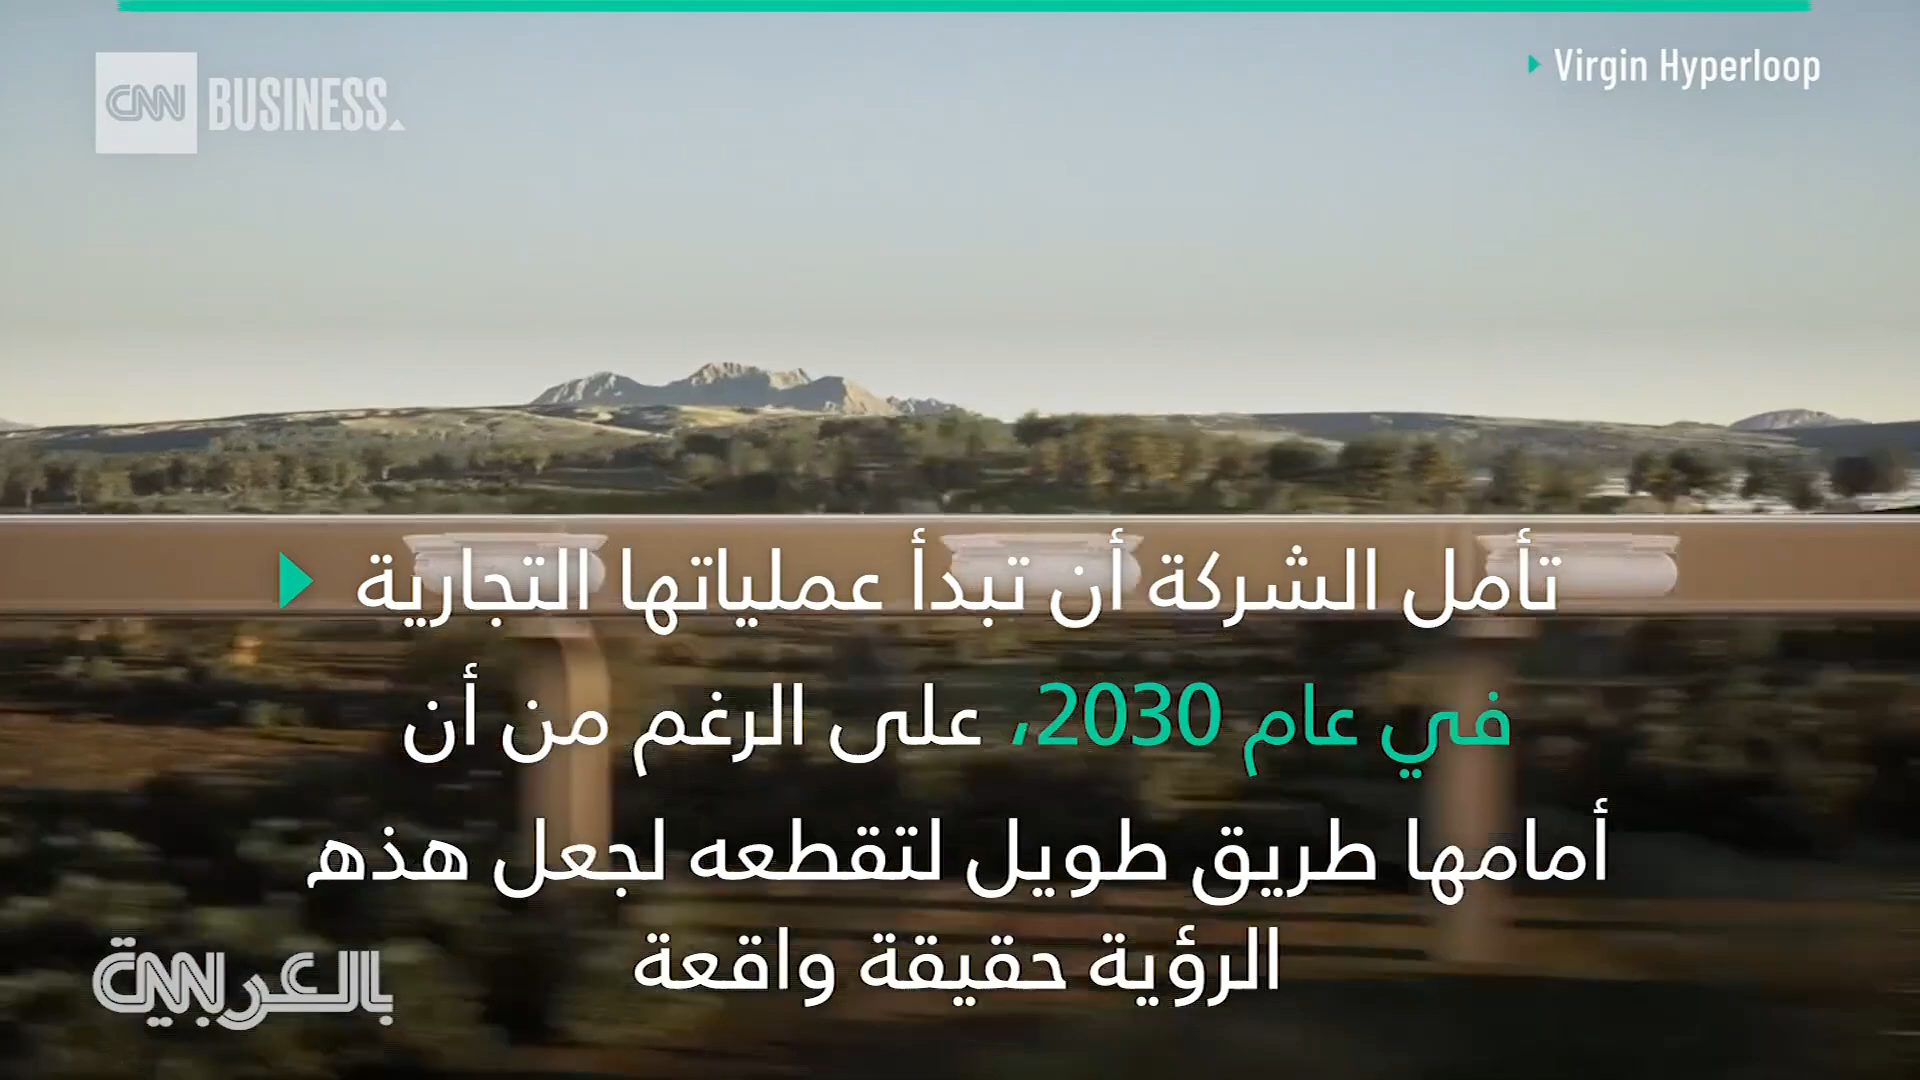 CNN BUSINESS
Virgin Hyperloop
تأمل الشركة أن تبدأ عملياتها التجارية
في عام 2030، على الرغم من أن
أمامها طريق طويل لتقطعه لجعل هذه
الرؤية حقيقة واقعة
CNN بالعربية